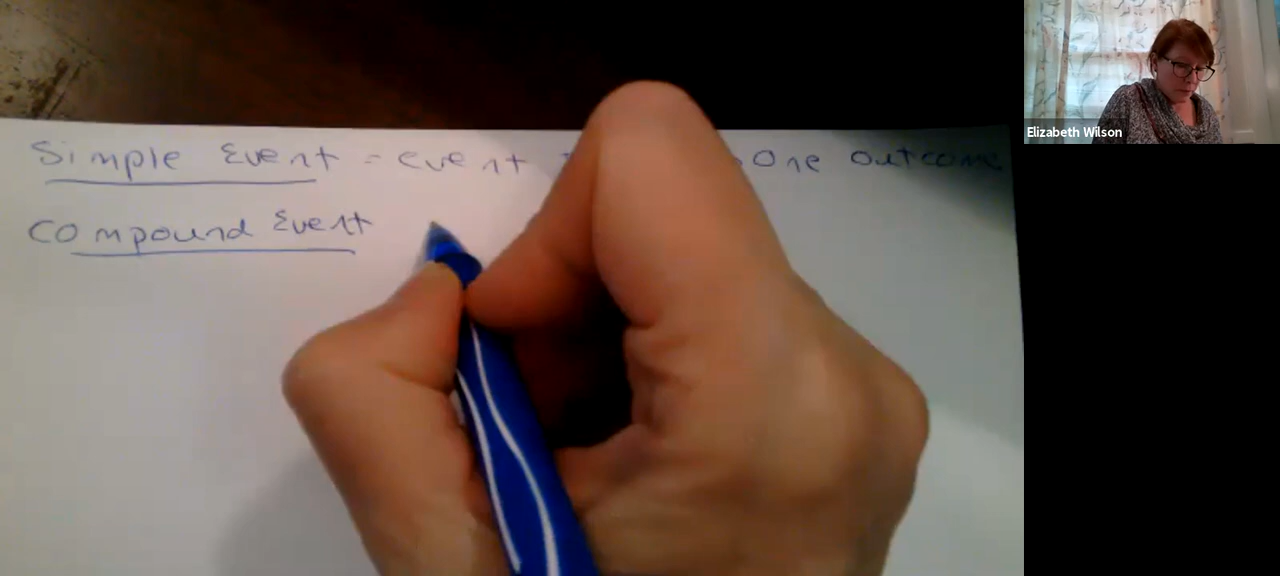 Simple Event = event one outcome
Compound Event
Elizabeth Wilson